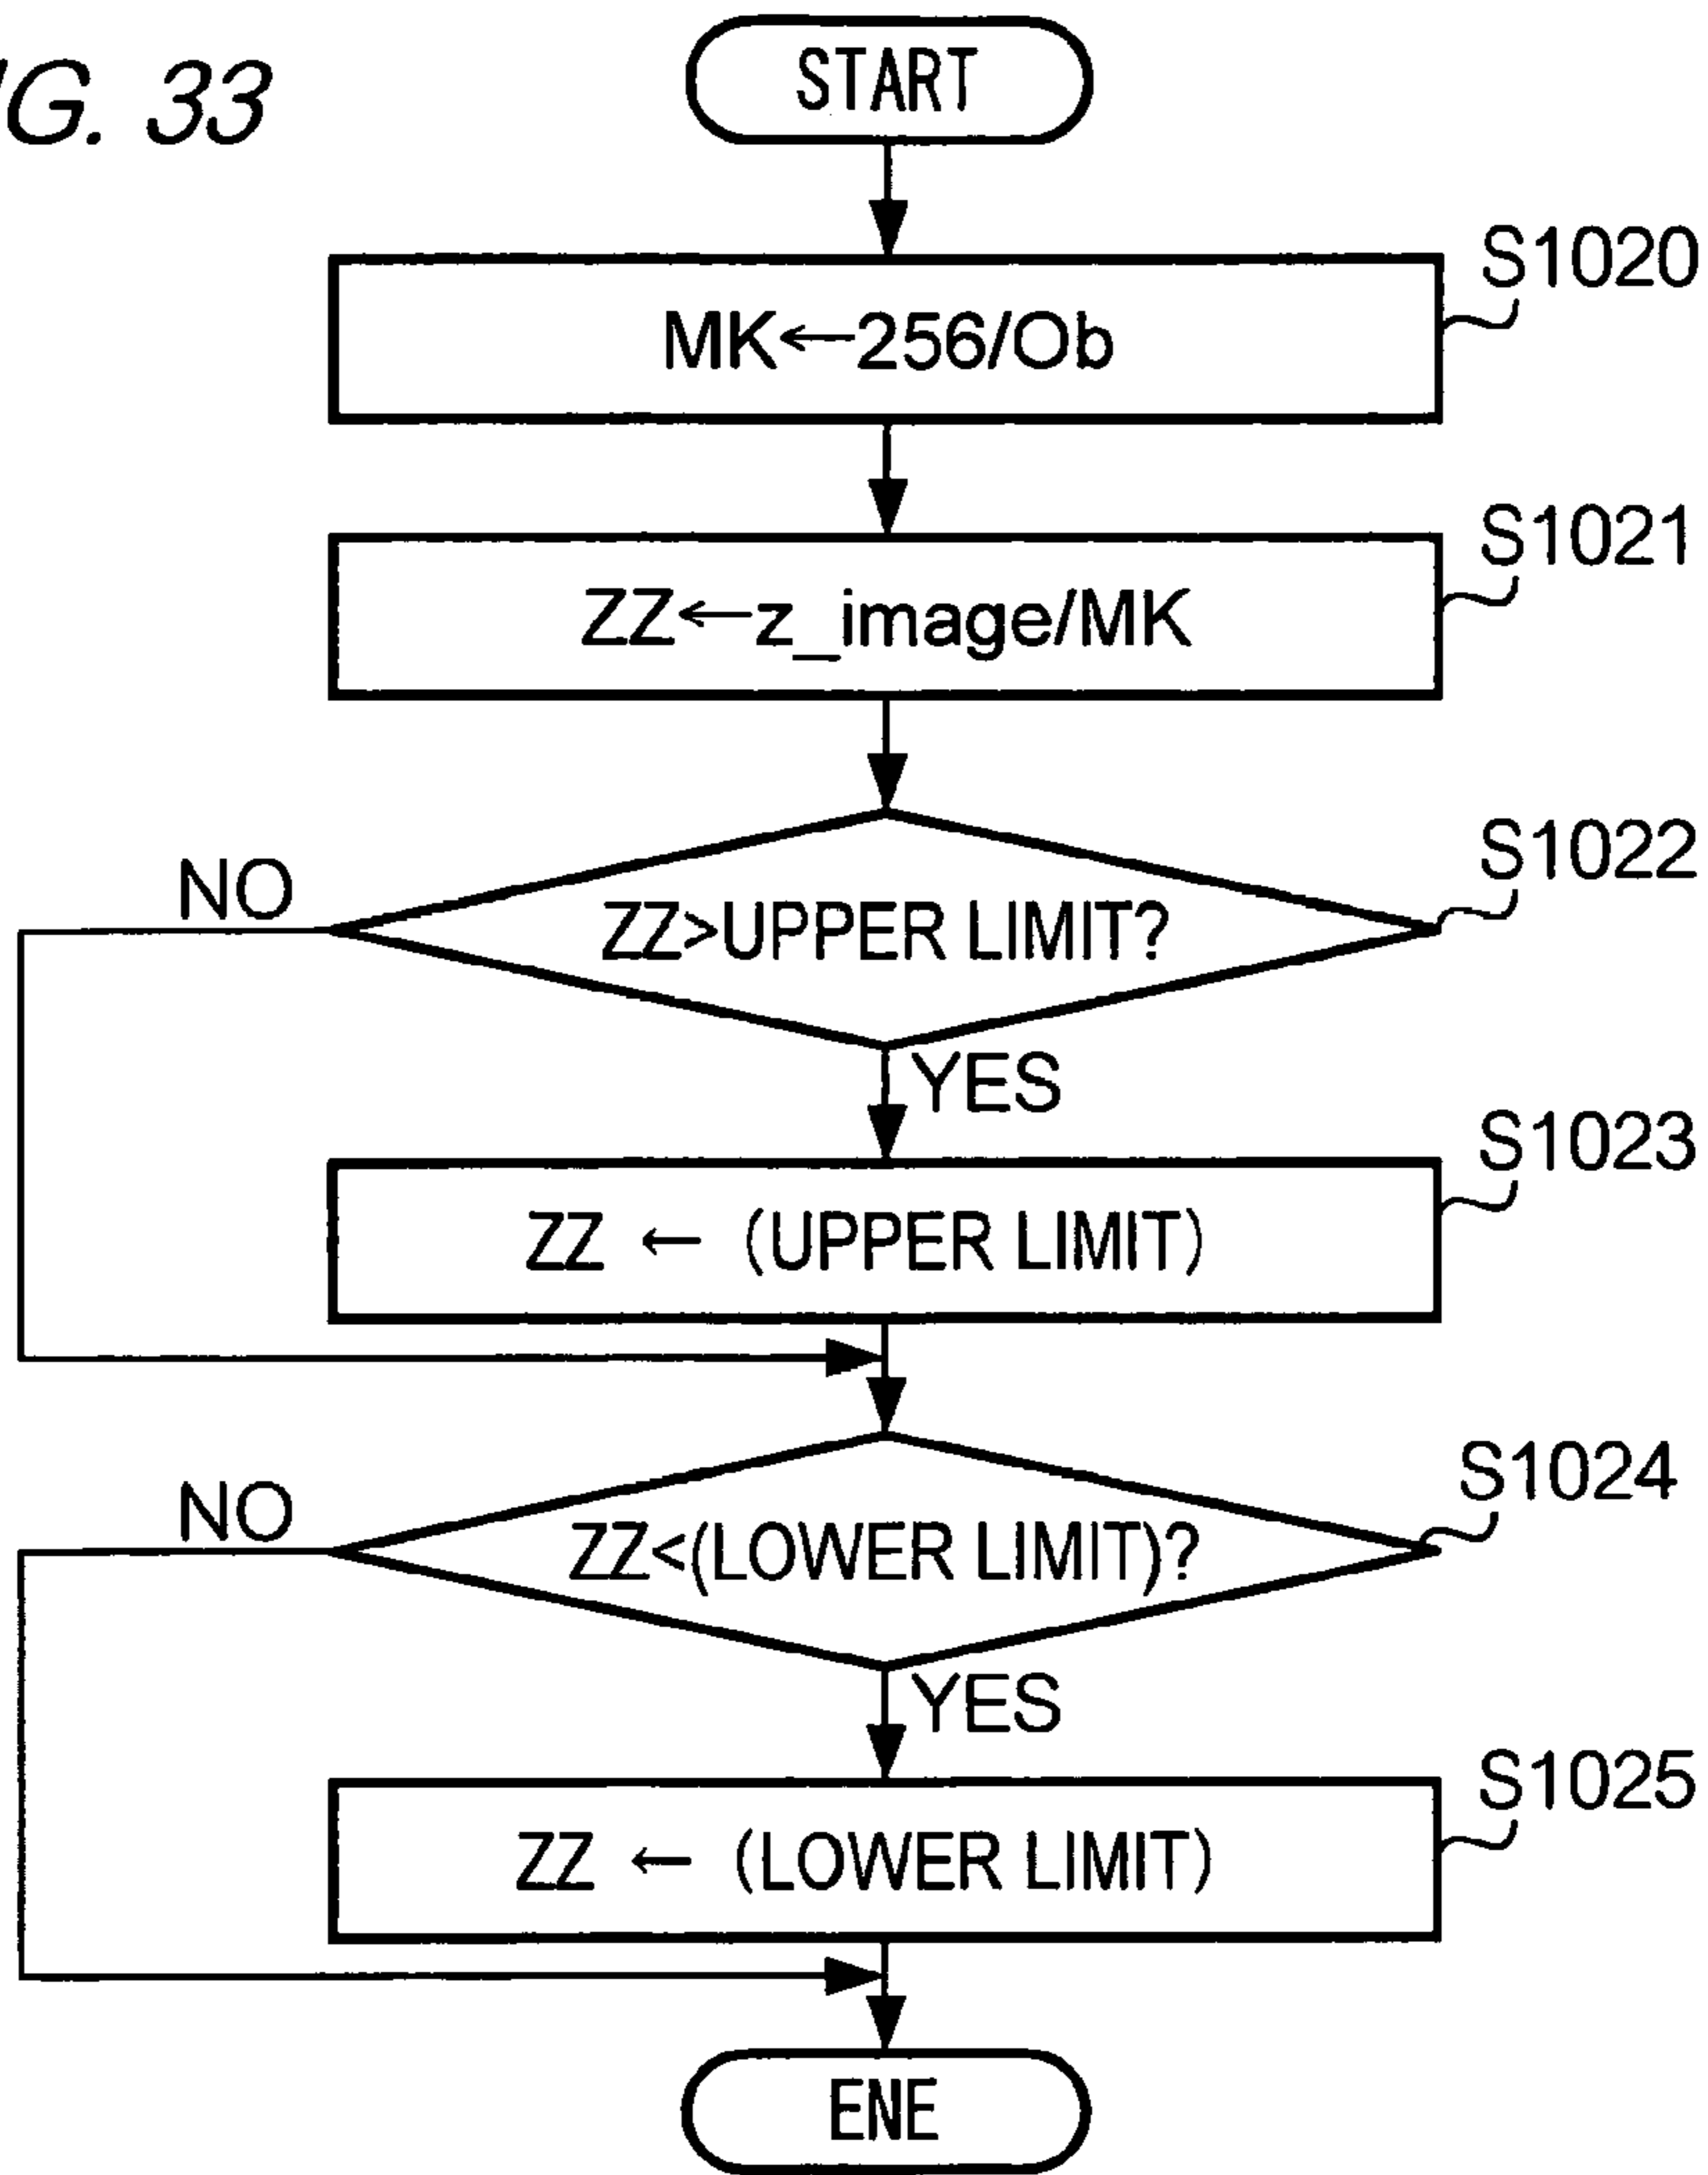 G. 33
START
S1020
MK←256/Ob
S1021
ZZ←z_image/MK
S1022
NO
ZZ>UPPER LIMIT?
YES
S1023
ZZ ← (UPPER LIMIT)
S1024
NO
ZZ<(LOWER LIMIT)?
YES
S1025
ZZ ← (LOWER LIMIT)
ENE